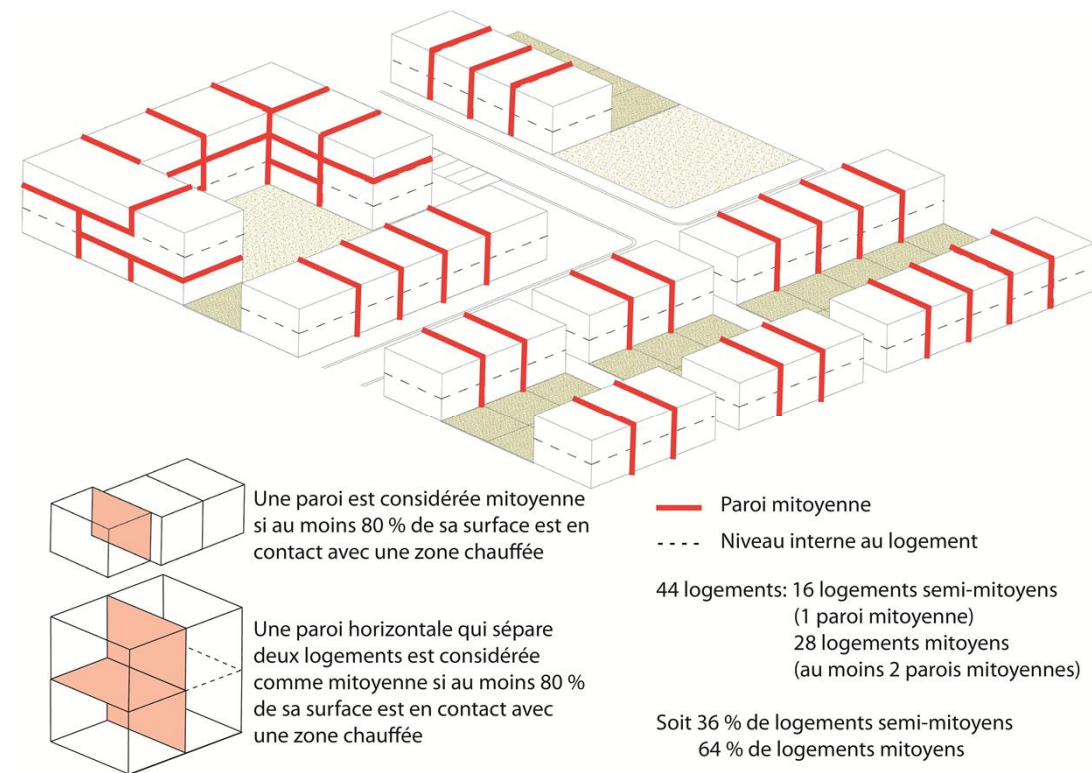 Une paroi est considérée mitoyenne
si au moins 80 % de sa surface est en
contact avec une zone chauffée
Une paroi horizontale qui sépare
deux logements est considérée
comme mitoyenne si au moins 80 %
de sa surface est en contact avec
une zone chauffée
Paroi mitoyenne
Niveau interne au logement
44 logements: 16 logements semi-mitoyens
(1 paroi mitoyenne)
28 logements mitoyens
(au moins 2 parois mitoyennes)
Soit 36 % de logements semi-mitoyens
64 % de logements mitoyens